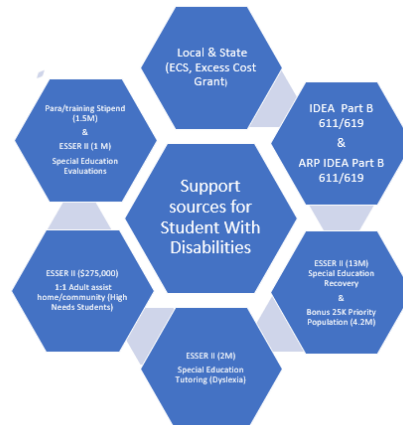 Local & State
(ECS, Excess Cost
Grant)
IDEA Part B
611/619
&
ARP IDEA Part B
611/619
ESSER II (13M)
Special Education
Recovery
&
Bonus 25K Priority
Population (4.2M)
ESSER II (2M)
Special Education
Tutoring (Dyslexia)
ESSER II ($275,000)
1:1 Adult assist
home/community (High
Needs Students)
Para/training Stipend
(1.5M)
&
ESSER II (1 M)
Special Education
Evaluations
Support
sources for
Student With
Disabilities